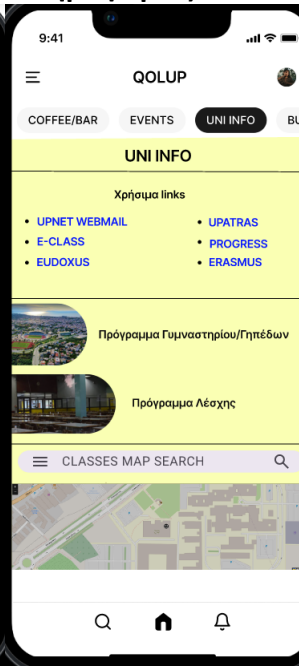 9:41
QOLUP
COFFEE/BAR EVENTS UNI INFO BU
UNI INFO
Χρήσιμα links
UPNET WEBMAIL
E-CLASS
EUDOXUS
UPATRAS
PROGRESS
ERASMUS
Πρόγραμμα Γυμναστηρίου/Γηπέδων
Πρόγραμμα Λέσχης
CLASSES MAP SEARCH